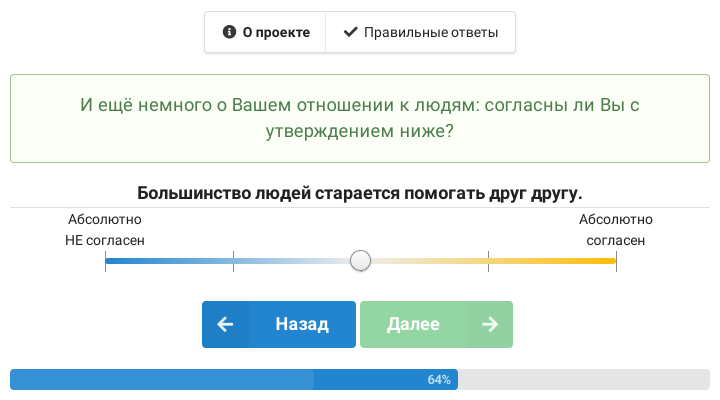 О проекте
Правильные ответы
И ещё немного о Вашем отношении к людям: согласны ли Вы с
утверждением ниже?
Большинство людей старается помогать друг другу.
Абсолютно
НЕ согласен
Абсолютно
согласен
Назад
Далее
64%